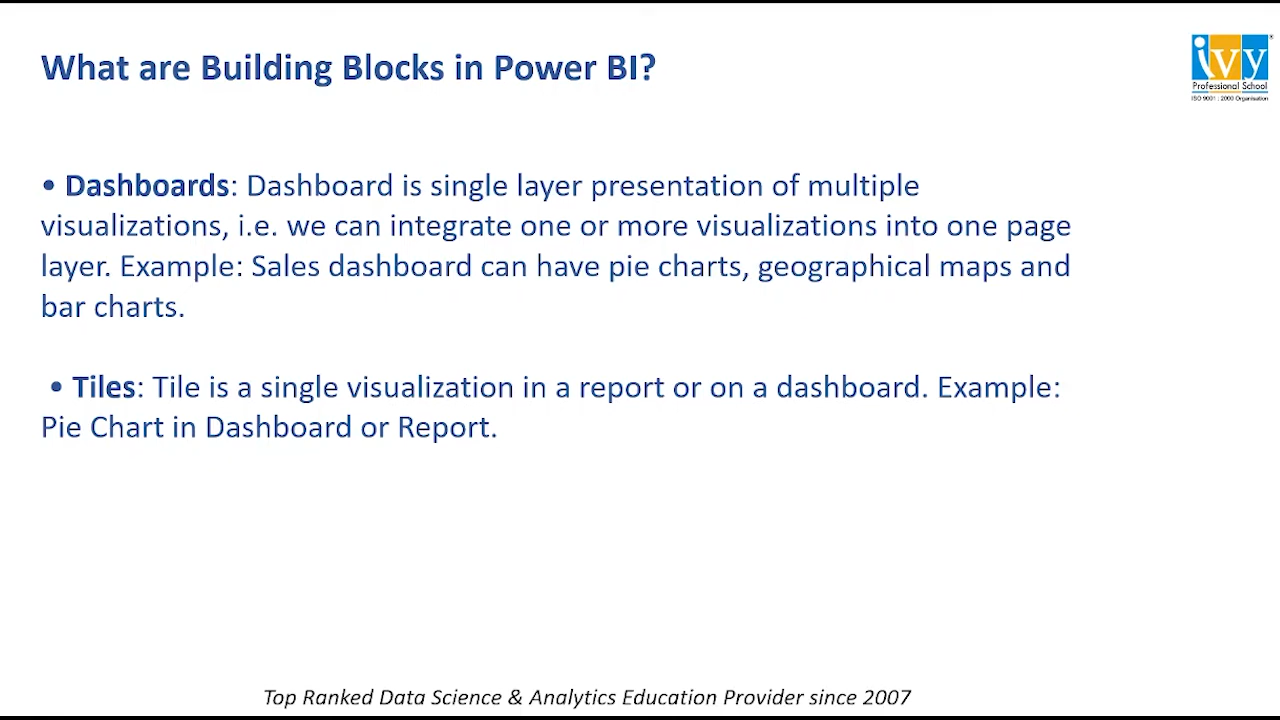 What are Building Blocks in Power BI?
ivy
Professional School
ISO 9001 : 2000 Organisation
• Dashboards: Dashboard is single layer presentation of multiple
visualizations, i.e. we can integrate one or more visualizations into one page
layer. Example: Sales dashboard can have pie charts, geographical maps and
bar charts.
• Tiles: Tile is a single visualization in a report or on a dashboard. Example:
Pie Chart in Dashboard or Report.
Top Ranked Data Science & Analytics Education Provider since 2007